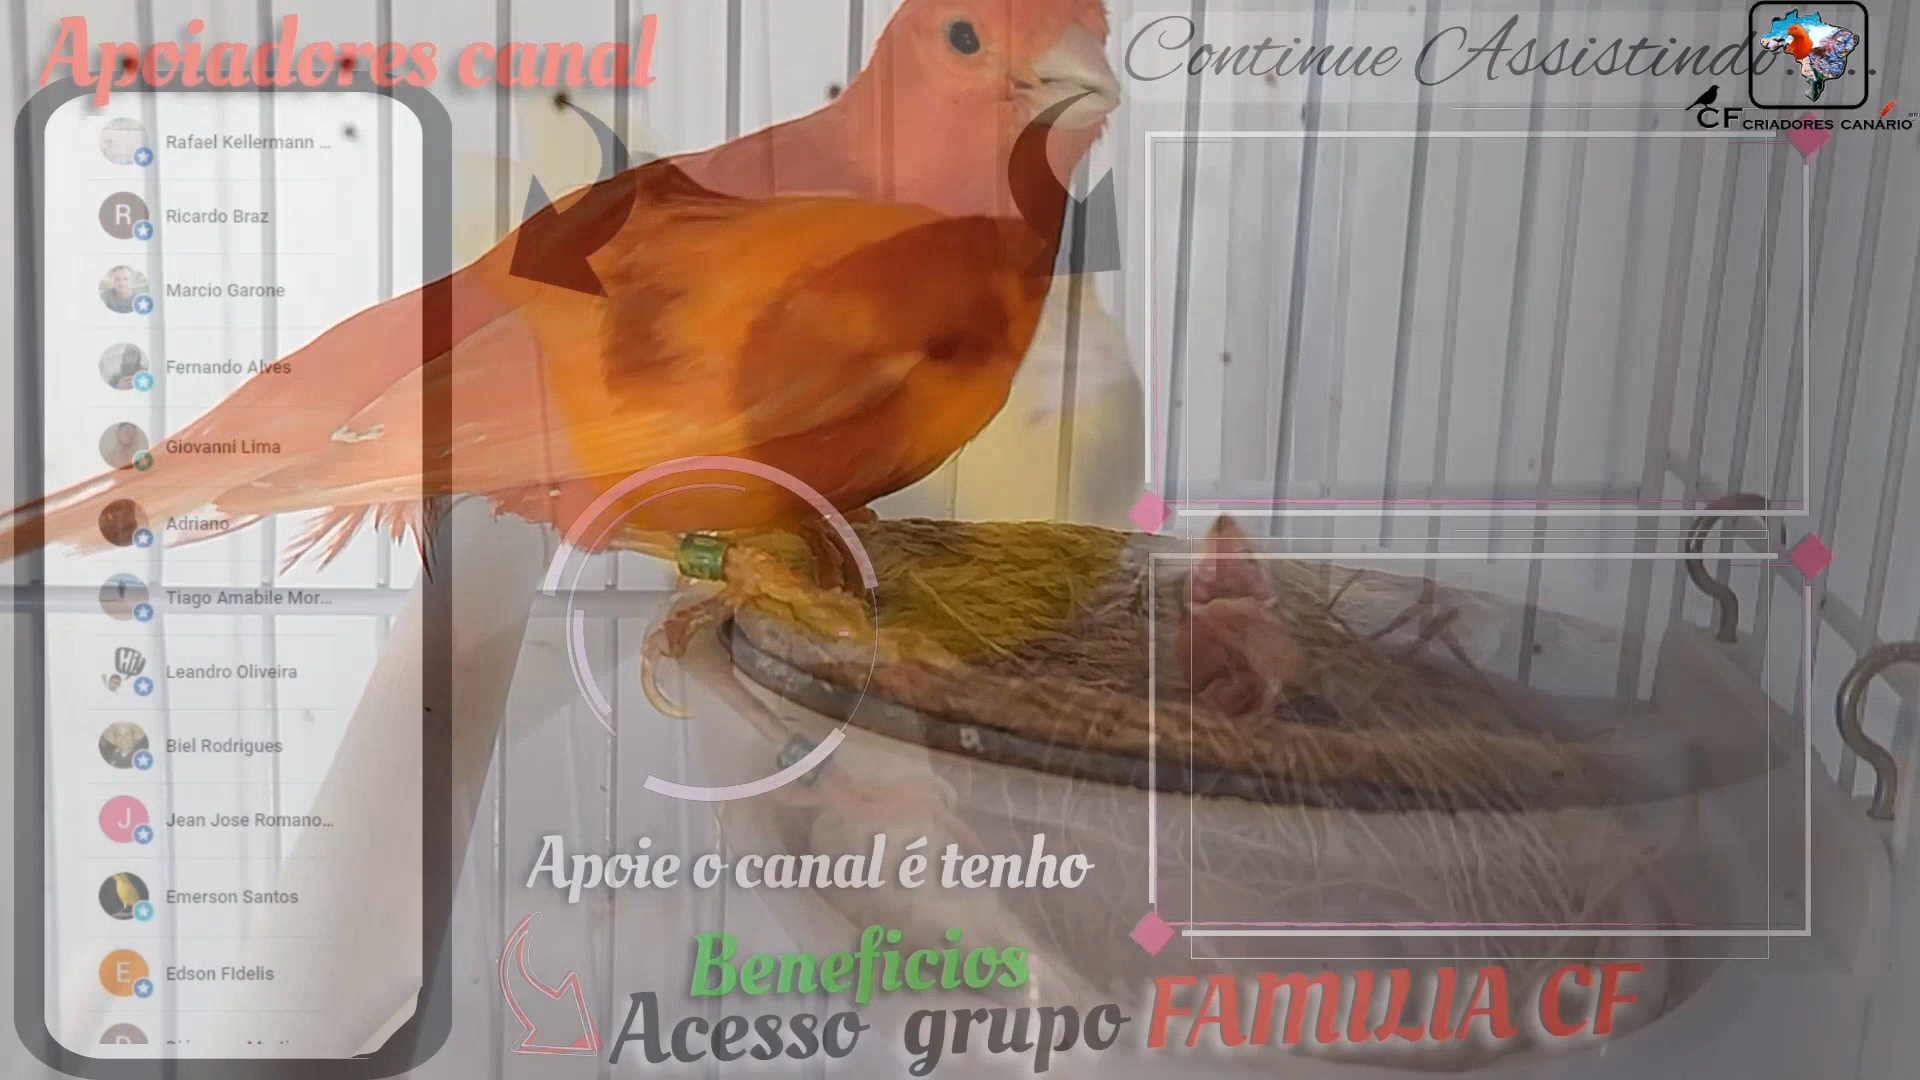 Apoiadores canal
Continue Assistindo.....
CF CRIADORES CANÁRIO BR
Rafael Kellermann ...
R
Ricardo Braz
Marcio Garone
Fernando Alves
Giovanni Lima
Adriano
Tiago Amabile Mor...
Hi!
Leandro Oliveira
Biel Rodrigues
J
Jean Jose Romano...
Emerson Santos
E
Edson FIdelis
Apoie o canal é tenho
Beneficios
Acesso grupo FAMILIA CF